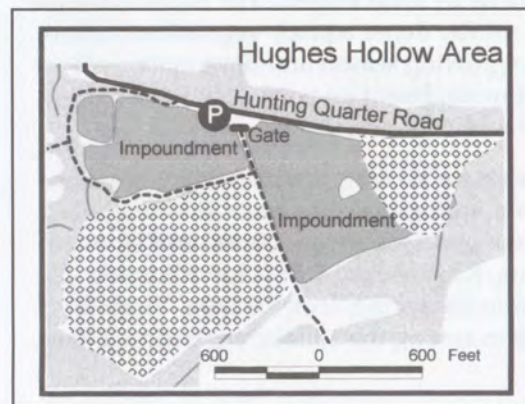 Hughes Hollow Area
Hunting Quarter Road
P
Gate
Impoundment
Impoundment
600 0 600 Feet